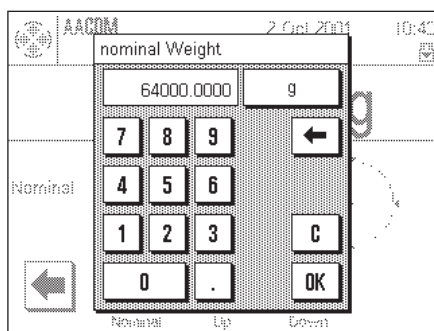 AACOM 2 Oct 2001 10:4
nominal Weight
64000.0000 g
g
7 8 9
Nominal 4 5 6
1 2 3 C
0 . OK
Nominal Up Down